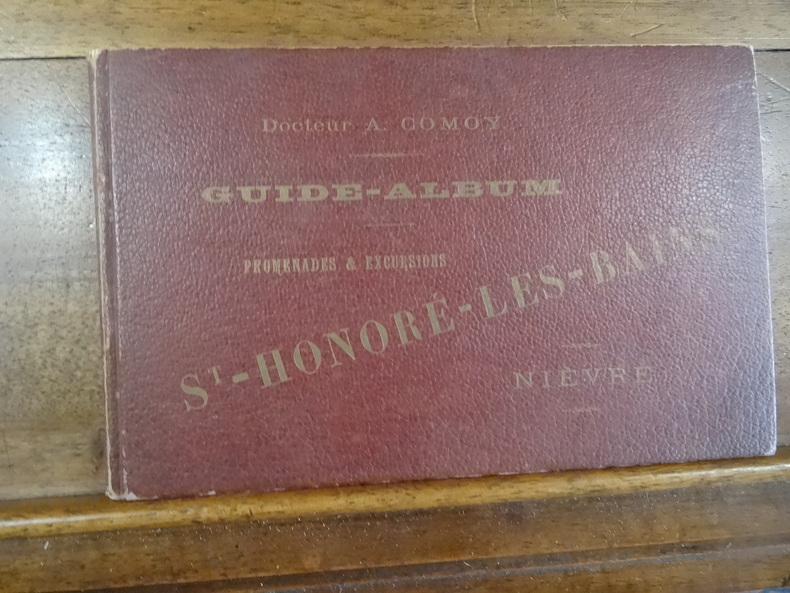 Docteur A. COMOY
GUIDE-ALBUM
PROMENADES & EXCURSIONS
ST-HONORÉ-LES-BAINS
NIÈVRE